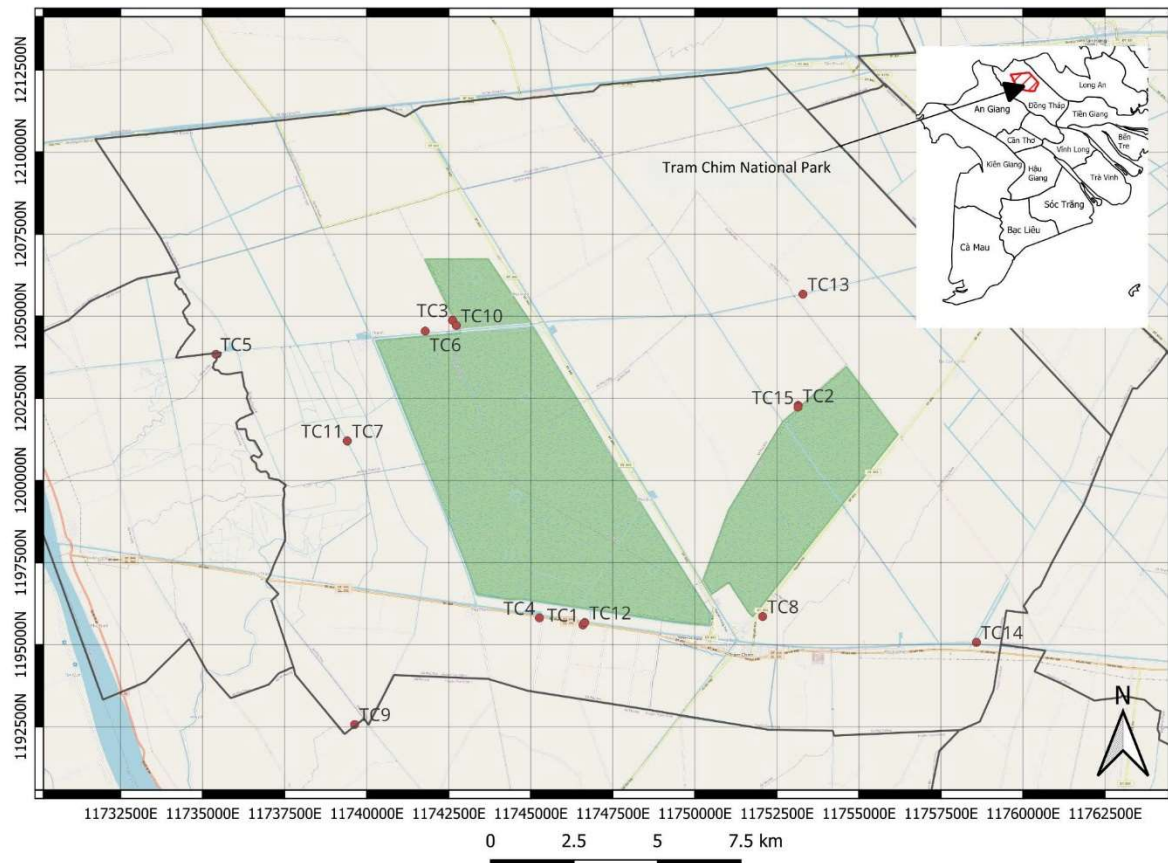 1212500N
1210000N
1207500N
1205000N
1202500N
1200000N
1197500N
1195000N
1192500N
Long An
An Giang
Đồng Tháp
Tiền Giang
Bến
Tre
Cần Thơ
Vĩnh Long
Kiên Giang
Hậu
Giang
Trà Vinh
Sóc Trăng
Bạc Liêu
Cà Mau
Tram Chim National Park
TC13
TC3
TC10
TC6
TC5
TC15
TC2
TC11
TC7
TC4
TC1
TC12
TC8
TC14
TC9
N
11732500E
11735000E
11737500E
11740000E
11742500E
11745000E
11747500E
11750000E
11752500E
11755000E
11757500E
11760000E
11762500E
0 2.5 5 7.5 km